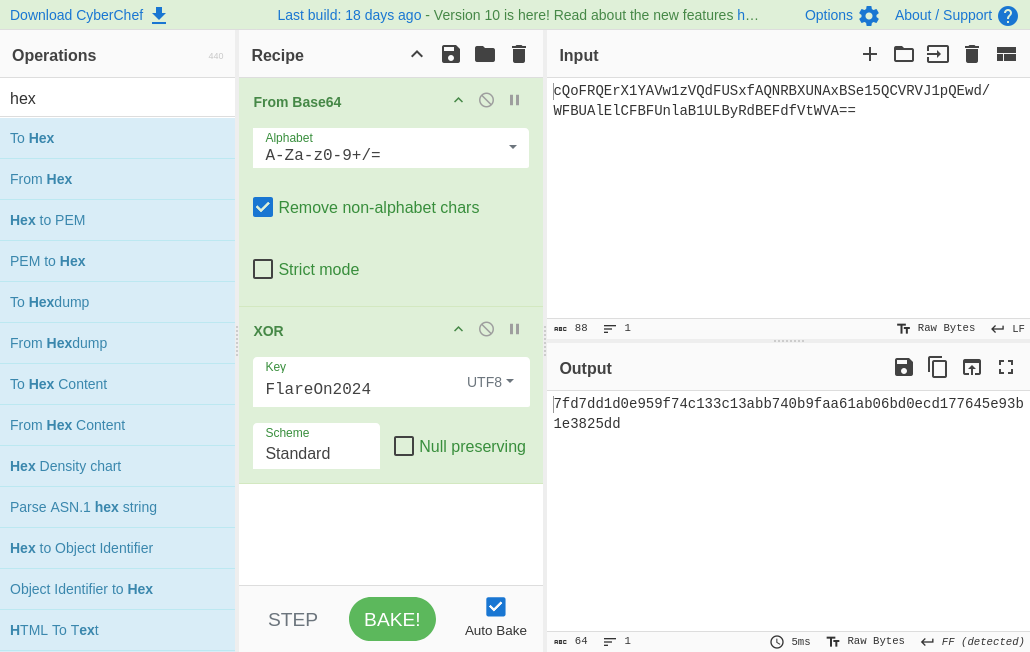 Download CyberChef
Last build: 18 days ago - Version 10 is here! Read about the new features h…
Options
About / Support
Operations
440
hex
To Hex
From Hex
Hex to PEM
PEM to Hex
To Hexdump
From Hexdump
To Hex Content
From Hex Content
Hex Density chart
Parse ASN.1 hex string
Hex to Object Identifier
Object Identifier to Hex
HTML To Text
Recipe
From Base64
Alphabet
A-Za-z0-9+/=
Remove non-alphabet chars
Strict mode
XOR
Key
FlareOn2024
UTF8
Scheme
Standard
Null preserving
STEP
BAKE!
Auto Bake
Input
cQoFRQErX1YAVw1zVQdFUSxfAQNRBXUNAxBSe15QCVRVJ1pQEwd/
WFBUAlElCFBFUnlaB1ULByRdBEFdfVtWVA==
ABC 88
1
Raw Bytes
LF
Output
7fd7dd1d0e959f74c133c13abb740b9faa61ab06bd0ecd177645e93b
1e3825dd
ABC 64
1
5ms
Raw Bytes
FF (detected)